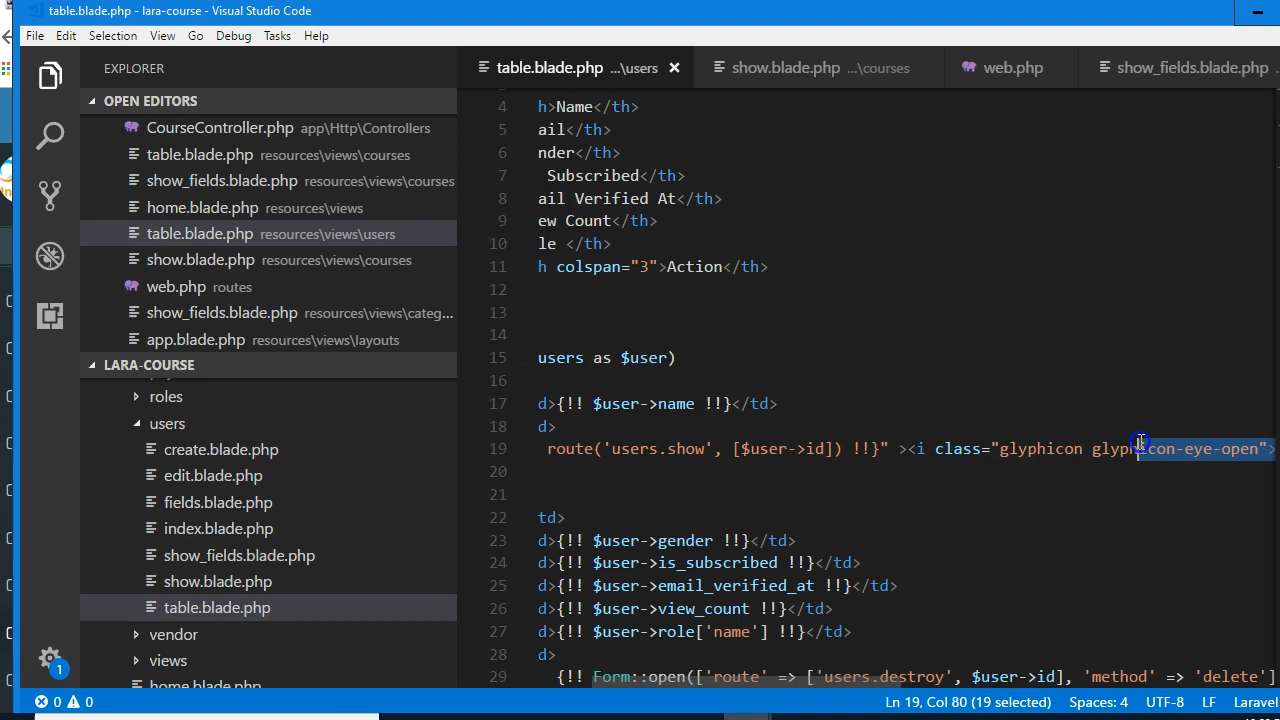 table.blade.php - lara-course - Visual Studio Code
File Edit Selection View Go Debug Tasks Help
EXPLORER
OPEN EDITORS
CourseController.php app\Http\Controllers
table.blade.php resources\views\courses
show_fields.blade.php resources\views\courses
home.blade.php resources\views
table.blade.php resources\views\users
show.blade.php resources\views\courses
web.php routes
show_fields.blade.php resources\views\categ...
app.blade.php resources\views\layouts
LARA-COURSE
roles
users
create.blade.php
edit.blade.php
fields.blade.php
index.blade.php
show_fields.blade.php
show.blade.php
table.blade.php
vendor
views
home.blade.php
table.blade.php ...\users
show.blade.php ...\courses
web.php
show_fields.blade.php
4 h>Name</th>
5 ail</th>
6 nder</th>
7 Subscribed</th>
8 ail Verified At</th>
9 ew Count</th>
10 le </th>
11 h colspan="3">Action</th>
12
13
14
15 users as $user)
16
17 d>{!! $user->name !!}</td>
18 d>
19 route('users.show', [$user->id]) !!}" ><i class="glyphicon glyphicon-eye-open">
20
21
22 td>
23 d>{!! $user->gender !!}</td>
24 d>{!! $user->is_subscribed !!}</td>
25 d>{!! $user->email_verified_at !!}</td>
26 d>{!! $user->view_count !!}</td>
27 d>{!! $user->role['name'] !!}</td>
28 d>
29 {!! Form::open(['route' => ['users.destroy', $user->id], 'method' => 'delete']
1
0 0
Ln 19, Col 80 (19 selected) Spaces: 4 UTF-8 LF Laravel